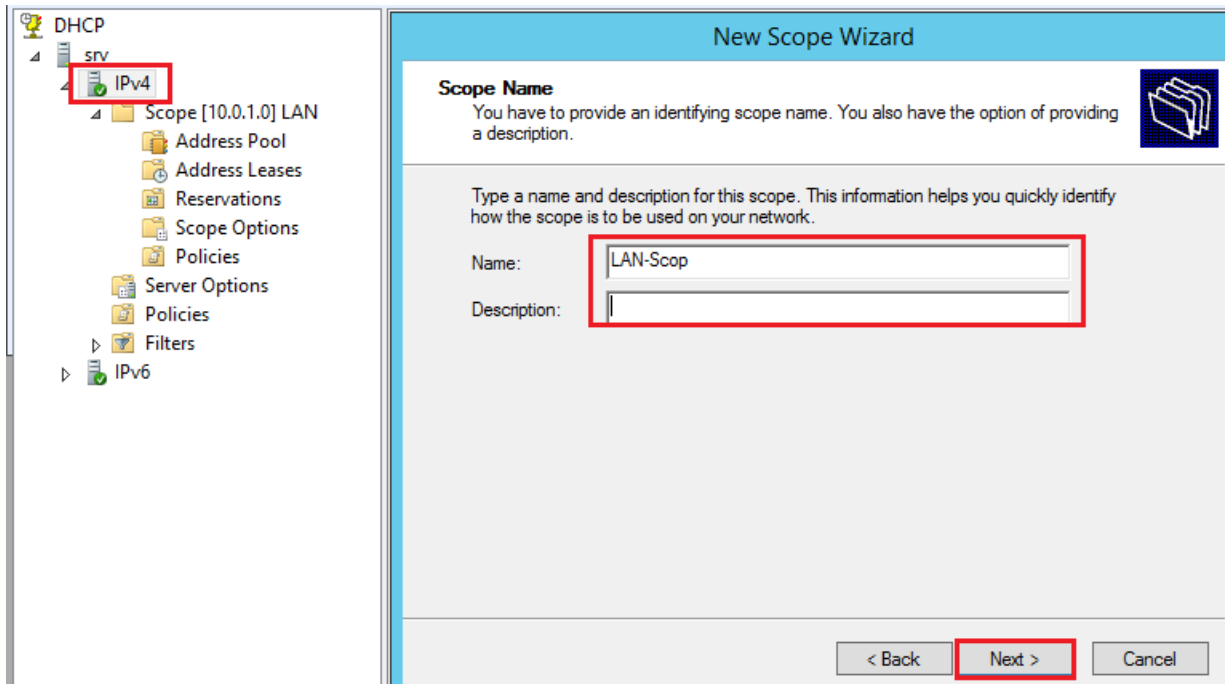 DHCP
srv
IPv4
Scope [10.0.1.0] LAN
Address Pool
Address Leases
Reservations
Scope Options
Policies
Server Options
Policies
Filters
IPv6
New Scope Wizard
Scope Name
You have to provide an identifying scope name. You also have the option of providing
a description.
Type a name and description for this scope. This information helps you quickly identify
how the scope is to be used on your network.
Name:
LAN-Scop
Description:
< Back
Next >
Cancel